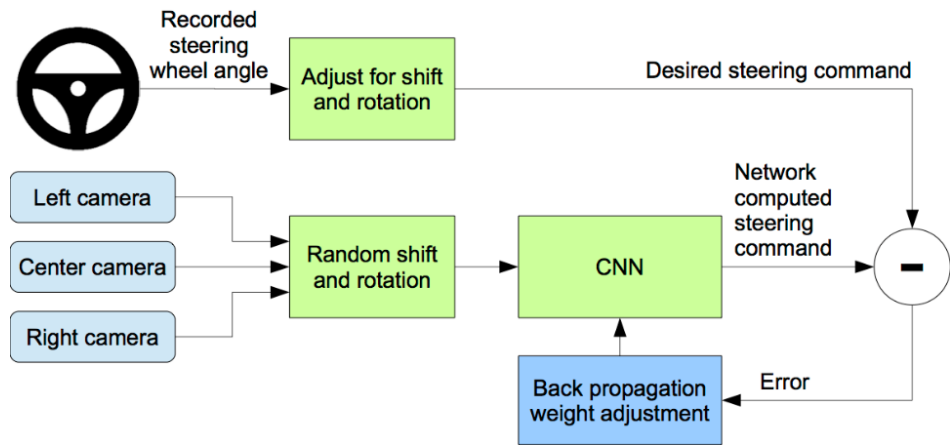 Recorded
steering
wheel angle
Adjust for shift
and rotation
Desired steering command
Left camera
Center camera
Right camera
Random shift
and rotation
CNN
Network
computed
steering
command
-
Back propagation
weight adjustment
Error